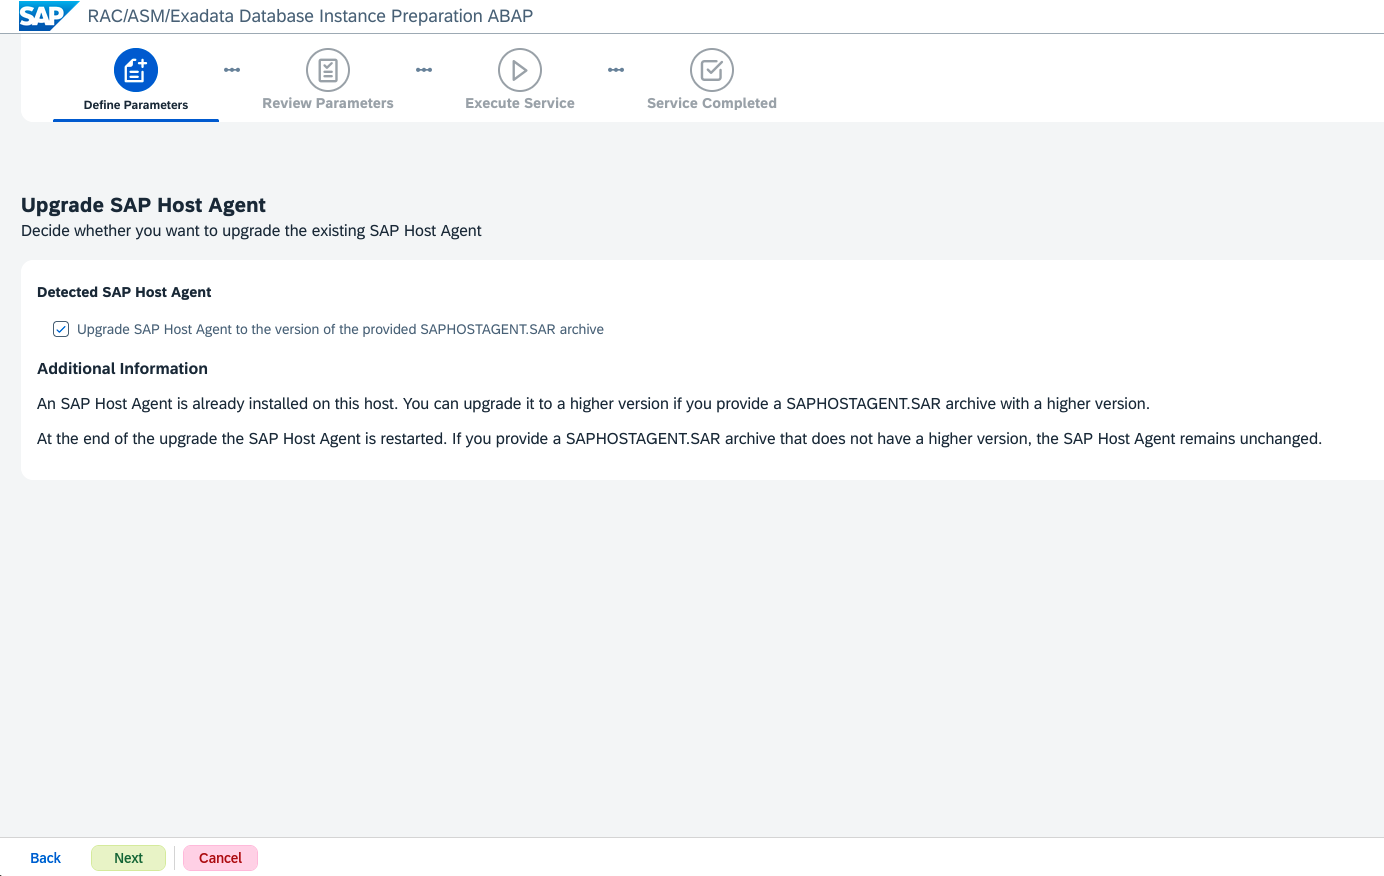 SAP RAC/ASM/Exadata Database Instance Preparation ABAP
Define Parameters
Review Parameters
Execute Service
Service Completed
Upgrade SAP Host Agent
Decide whether you want to upgrade the existing SAP Host Agent
Detected SAP Host Agent
Upgrade SAP Host Agent to the version of the provided SAPHOSTAGENT.SAR archive
Additional Information
An SAP Host Agent is already installed on this host. You can upgrade it to a higher version if you provide a SAPHOSTAGENT.SAR archive with a higher version.
At the end of the upgrade the SAP Host Agent is restarted. If you provide a SAPHOSTAGENT.SAR archive that does not have a higher version, the SAP Host Agent remains unchanged.
Back
Next
Cancel